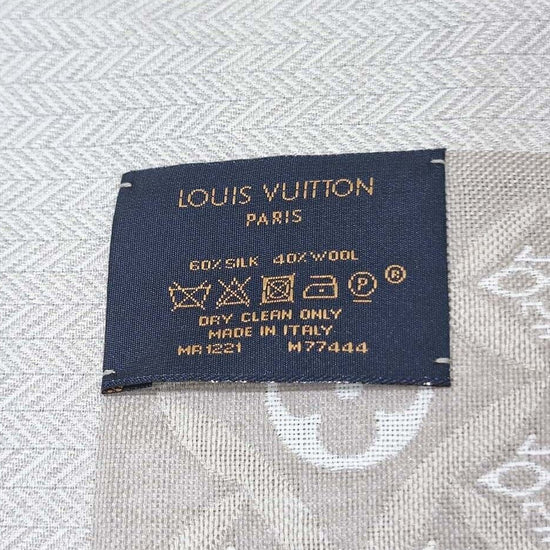 LOUIS VUITTON
PARIS
60% SILK 40% WOOL
P ®
DRY CLEAN ONLY
MADE IN ITALY
MR1221 M77444